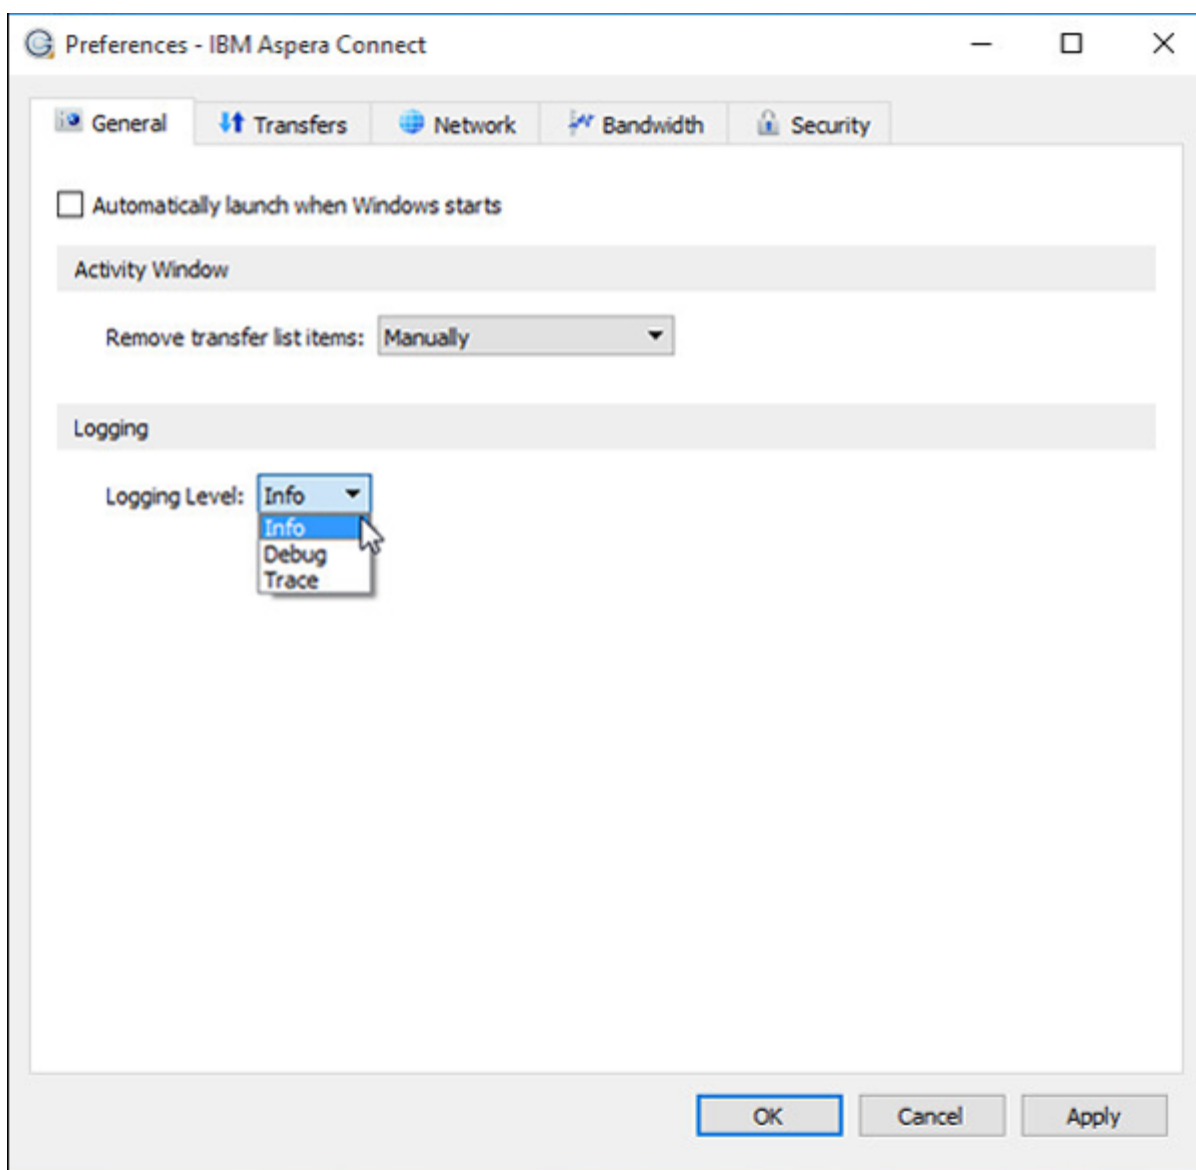 Preferences - IBM Aspera Connect
General Transfers Network Bandwidth Security
Automatically launch when Windows starts
Activity Window
Remove transfer list items: Manually
Logging
Logging Level: Info
Info
Debug
Trace
OK Cancel Apply